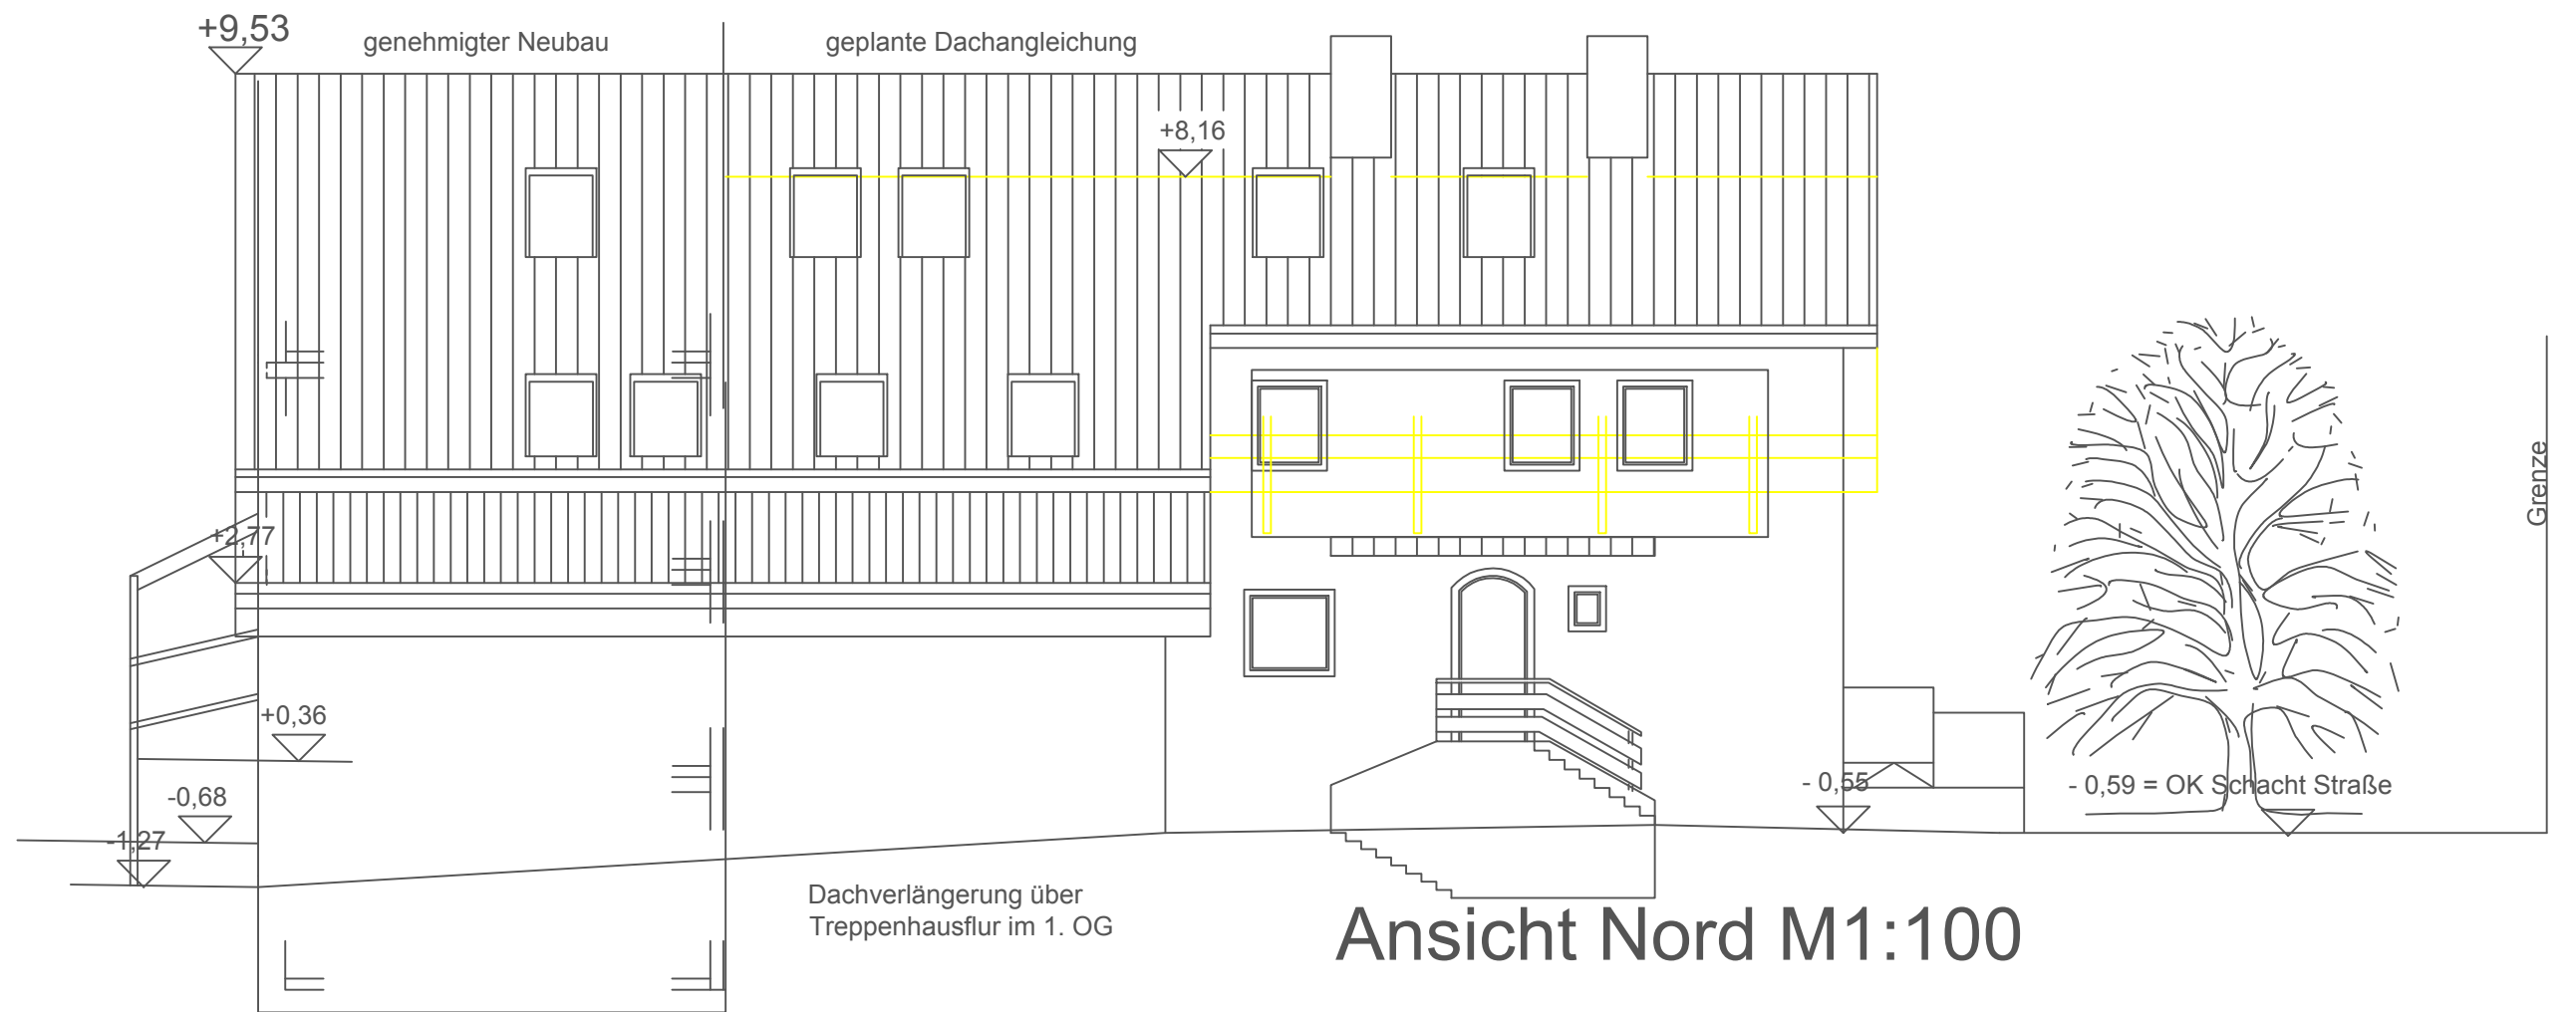 +9,53
genehmigter Neubau
geplante Dachangleichung
+8,16
+2,77
Grenze
+0,36
-0,68
-1,27
- 0,55
- 0,59 = OK Schacht Straße
Dachverlängerung über
Treppenhausflur im 1. OG
Ansicht Nord M1:100